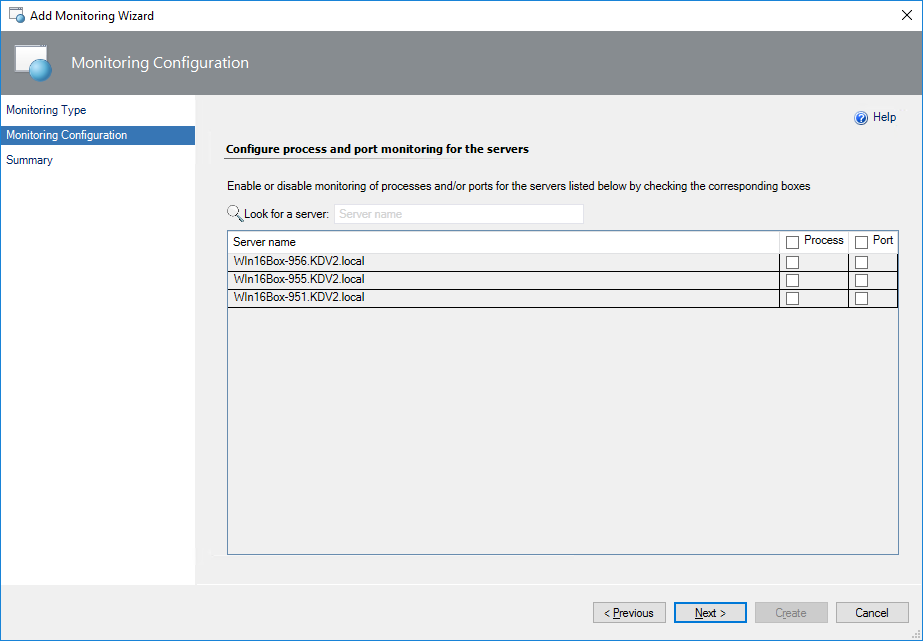 Add Monitoring Wizard
Monitoring Configuration
Monitoring Type
Monitoring Configuration
Summary
Help
Configure process and port monitoring for the servers
Enable or disable monitoring of processes and/or ports for the servers listed below by checking the corresponding boxes
Look for a server: Server name
Server name Process Port
WIn16Box-956.KDV2.local
WIn16Box-955.KDV2.local
WIn16Box-951.KDV2.local
< Previous Next > Create Cancel